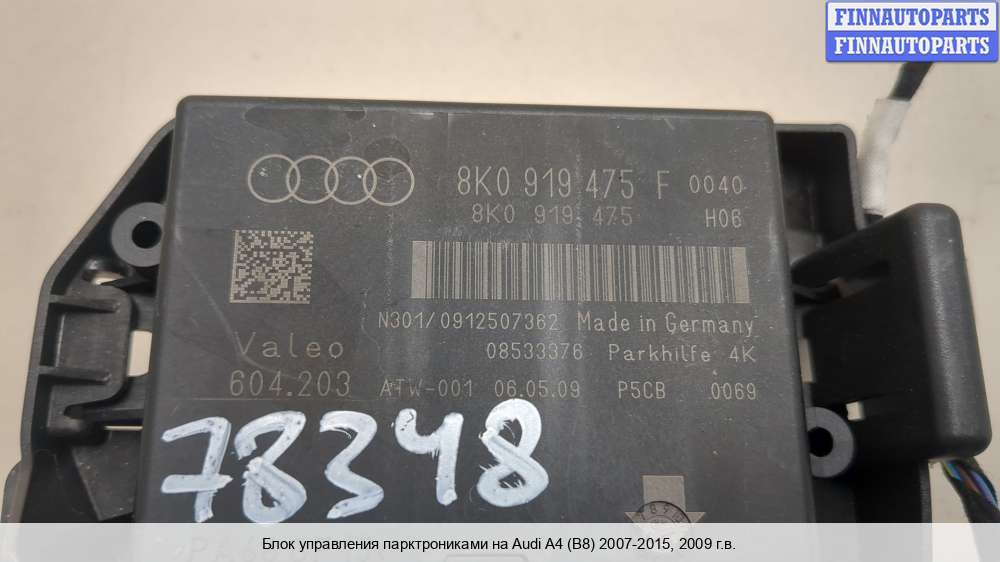 FINNAUTOPARTS
FINNAUTOPARTS
8K0 919 475 F 0040
8K0 919 475 H06
N301/0912507362 Made in Germany
Valeo 08533376 Parkhilfe 4K
604.203 ATW-001 06.05.09 P5CB 0069
78348
Блок управления парктрониками на Audi A4 (B8) 2007-2015, 2009 г.в.